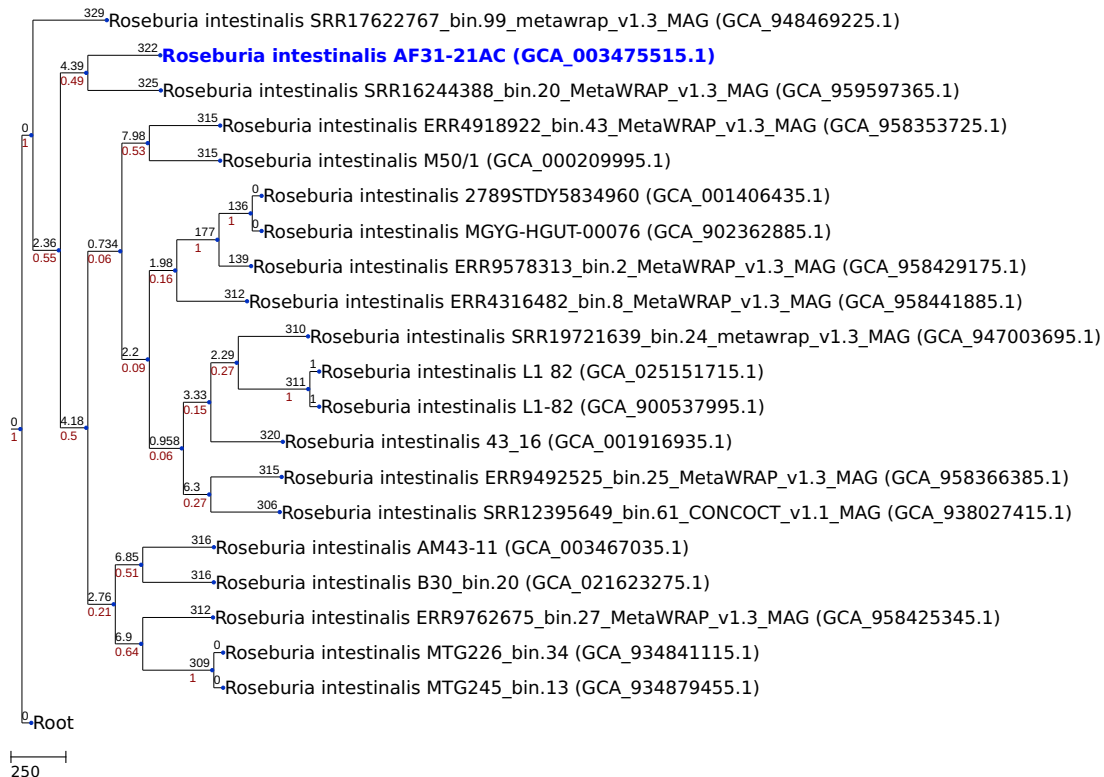 329 Roseburia intestinalis SRR17622767_bin.99_metawrap_v1.3_MAG (GCA_948469225.1)
322 Roseburia intestinalis AF31-21AC (GCA_003475515.1)
4.39
0.49
325 Roseburia intestinalis SRR16244388_bin.20_MetaWRAP_v1.3_MAG (GCA_959597365.1)
0
1
315 Roseburia intestinalis ERR4918922_bin.43_MetaWRAP_v1.3_MAG (GCA_958353725.1)
7.98
0.53
315 Roseburia intestinalis M50/1 (GCA_000209995.1)
0 Roseburia intestinalis 2789STDY5834960 (GCA_001406435.1)
136
1
0 Roseburia intestinalis MGYG-HGUT-00076 (GCA_902362885.1)
177
1
2.36
0.55
0.734
0.06
139 Roseburia intestinalis ERR9578313_bin.2_MetaWRAP_v1.3_MAG (GCA_958429175.1)
1.98
0.16
312 Roseburia intestinalis ERR4316482_bin.8_MetaWRAP_v1.3_MAG (GCA_958441885.1)
310 Roseburia intestinalis SRR19721639_bin.24_metawrap_v1.3_MAG (GCA_947003695.1)
2.2
0.09
2.29
0.27
1 Roseburia intestinalis L1 82 (GCA_025151715.1)
311
1
1 Roseburia intestinalis L1-82 (GCA_900537995.1)
3.33
0.15
0
1
4.18
0.5
320 Roseburia intestinalis 43_16 (GCA_001916935.1)
0.958
0.06
315 Roseburia intestinalis ERR9492525_bin.25_MetaWRAP_v1.3_MAG (GCA_958366385.1)
6.3
0.27
306 Roseburia intestinalis SRR12395649_bin.61_CONCOCT_v1.1_MAG (GCA_938027415.1)
316 Roseburia intestinalis AM43-11 (GCA_003467035.1)
6.85
0.51
316 Roseburia intestinalis B30_bin.20 (GCA_021623275.1)
2.76
0.21
312 Roseburia intestinalis ERR9762675_bin.27_MetaWRAP_v1.3_MAG (GCA_958425345.1)
6.9
0.64
0 Roseburia intestinalis MTG226_bin.34 (GCA_934841115.1)
309
1
0 Roseburia intestinalis MTG245_bin.13 (GCA_934879455.1)
0 Root
250